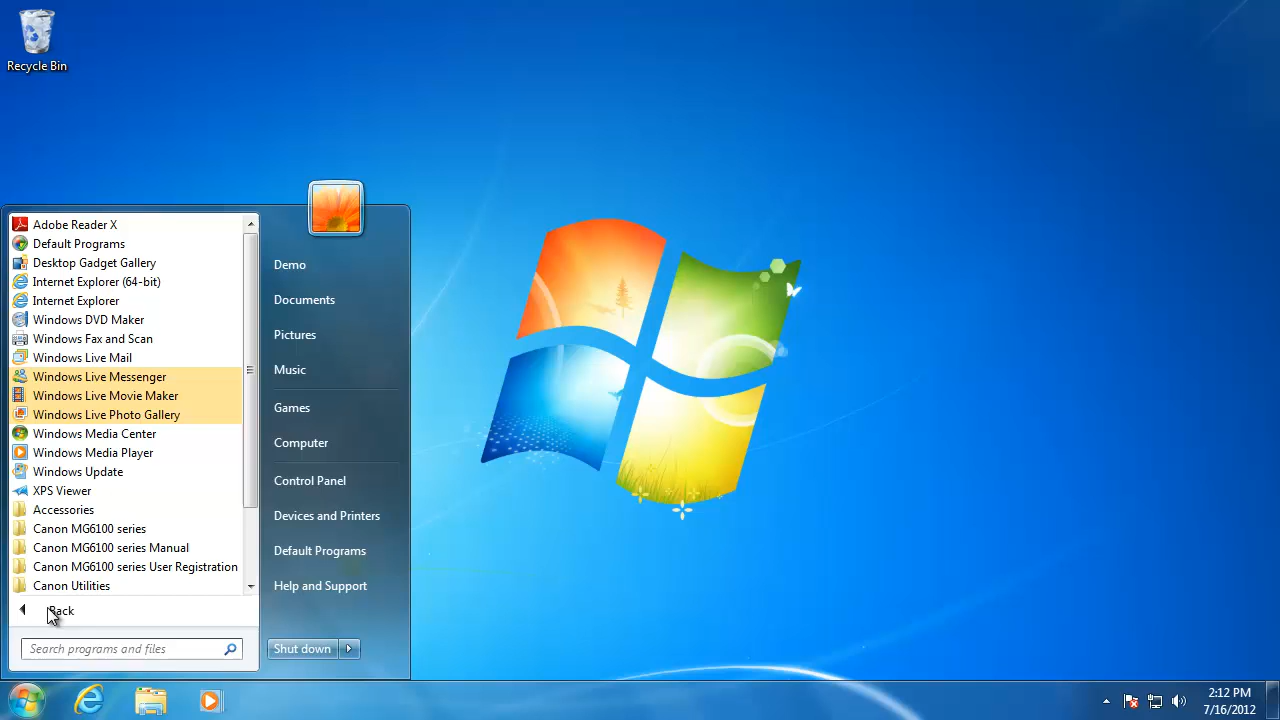 Recycle Bin
Adobe Reader X
Default Programs
Desktop Gadget Gallery
Internet Explorer (64-bit)
Internet Explorer
Windows DVD Maker
Windows Fax and Scan
Windows Live Mail
Windows Live Messenger
Windows Live Movie Maker
Windows Live Photo Gallery
Windows Media Center
Windows Media Player
Windows Update
XPS Viewer
Accessories
Canon MG6100 series
Canon MG6100 series Manual
Canon MG6100 series User Registration
Canon Utilities
Back
Search programs and files
Demo
Documents
Pictures
Music
Games
Computer
Control Panel
Devices and Printers
Default Programs
Help and Support
Shut down
2:12 PM
7/16/2012